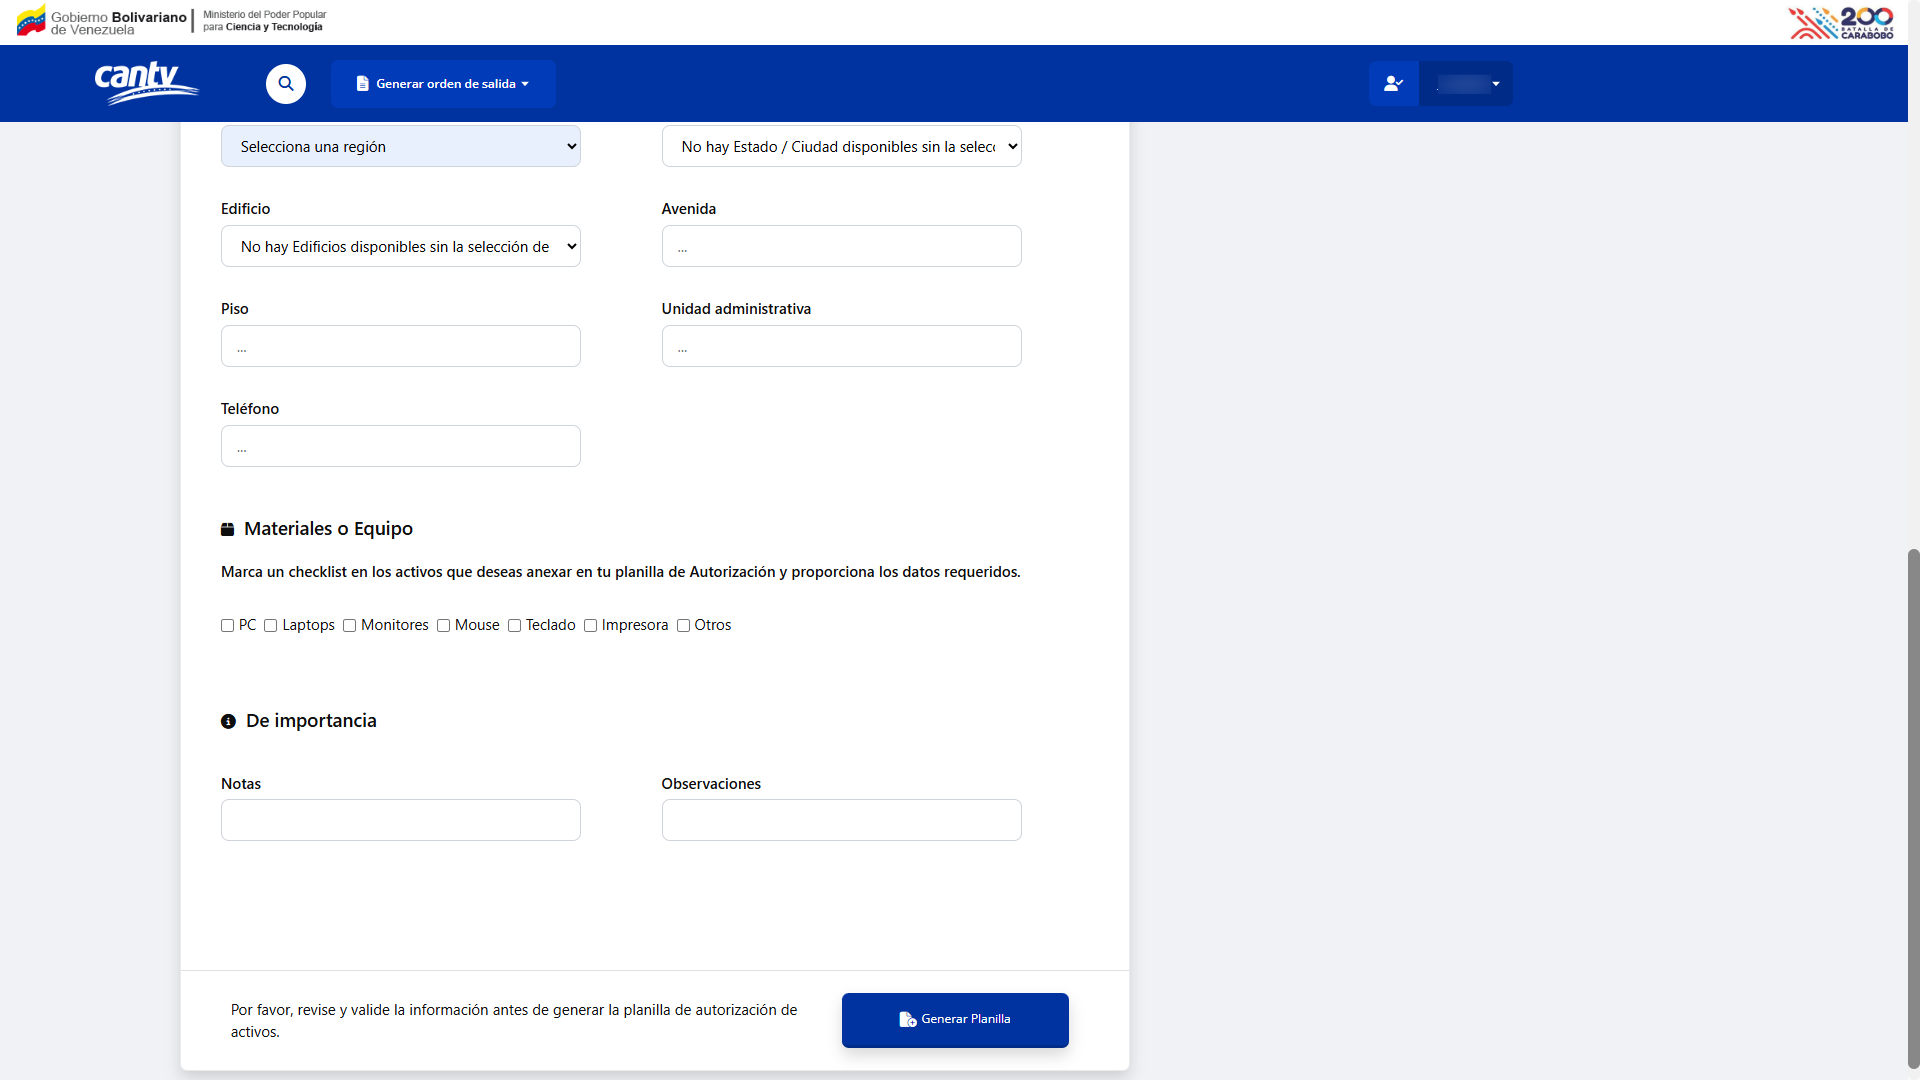 Gobierno Bolivariano
de Venezuela
Ministerio del Poder Popular
para Ciencia y Tecnología
200
BATALLA DE
CARABOBO
cantv
Generar orden de salida
Selecciona una región
No hay Estado / Ciudad disponibles sin la selecc
Edificio
Avenida
No hay Edificios disponibles sin la selección de
...
Piso
Unidad administrativa
...
...
Teléfono
...
Materiales o Equipo
Marca un checklist en los activos que deseas anexar en tu planilla de Autorización y proporciona los datos requeridos.
PC Laptops Monitores Mouse Teclado Impresora Otros
De importancia
Notas
Observaciones
Por favor, revise y valide la información antes de generar la planilla de autorización de
activos.
Generar Planilla